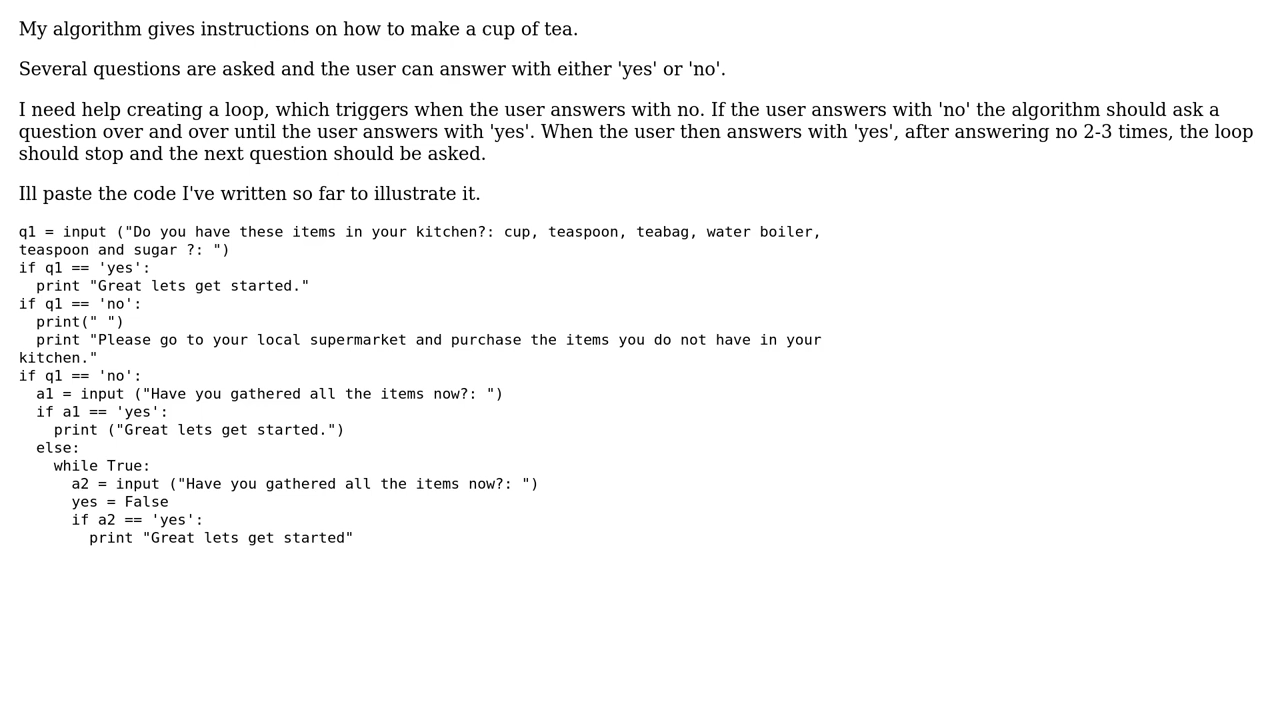 My algorithm gives instructions on how to make a cup of tea.
Several questions are asked and the user can answer with either 'yes' or 'no'.
I need help creating a loop, which triggers when the user answers with no. If the user answers with 'no' the algorithm should ask a
question over and over until the user answers with 'yes'. When the user then answers with 'yes', after answering no 2-3 times, the loop
should stop and the next question should be asked.
Ill paste the code I've written so far to illustrate it.
q1 = input ("Do you have these items in your kitchen?: cup, teaspoon, teabag, water boiler,
teaspoon and sugar ?: ")
if q1 == 'yes':
  print "Great lets get started."
if q1 == 'no':
  print(" ")
  print "Please go to your local supermarket and purchase the items you do not have in your
kitchen."
if q1 == 'no':
  a1 = input ("Have you gathered all the items now?: ")
  if a1 == 'yes':
    print ("Great lets get started.")
  else:
    while True:
      a2 = input ("Have you gathered all the items now?: ")
      yes = False
      if a2 == 'yes':
        print "Great lets get started"